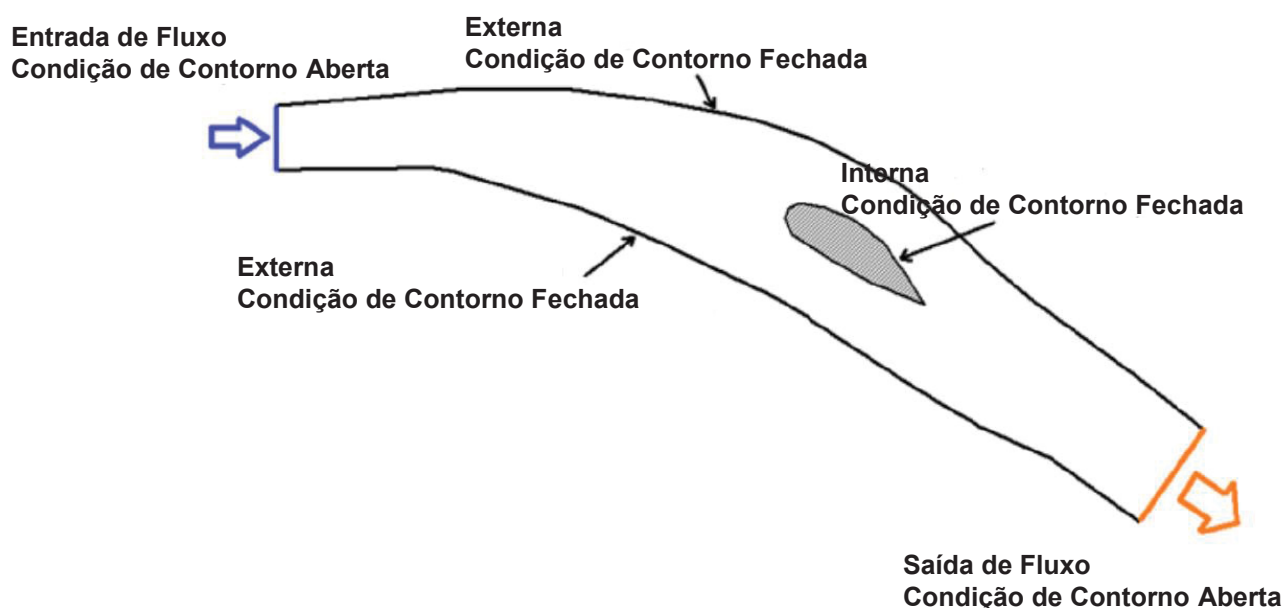 Entrada de Fluxo
Condição de Contorno Aberta
Externa
Condição de Contorno Fechada
Interna
Condição de Contorno Fechada
Externa
Condição de Contorno Fechada
Saída de Fluxo
Condição de Contorno Aberta